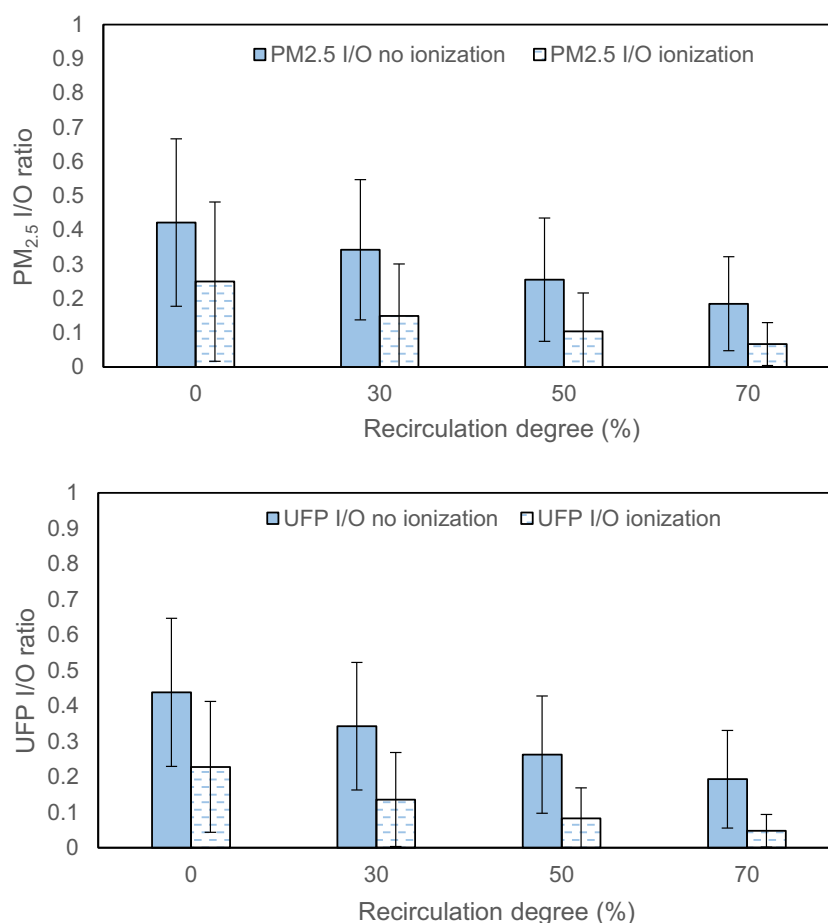 1
0.9
0.8
0.7
0.6
0.5
0.4
0.3
0.2
0.1
0
PM2.5 I/O ratio
PM2.5 I/O no ionization PM2.5 I/O ionization
0 30 50 70
Recirculation degree (%)
1
0.9
0.8
0.7
0.6
0.5
0.4
0.3
0.2
0.1
0
UFP I/O ratio
UFP I/O no ionization UFP I/O ionization
0 30 50 70
Recirculation degree (%)